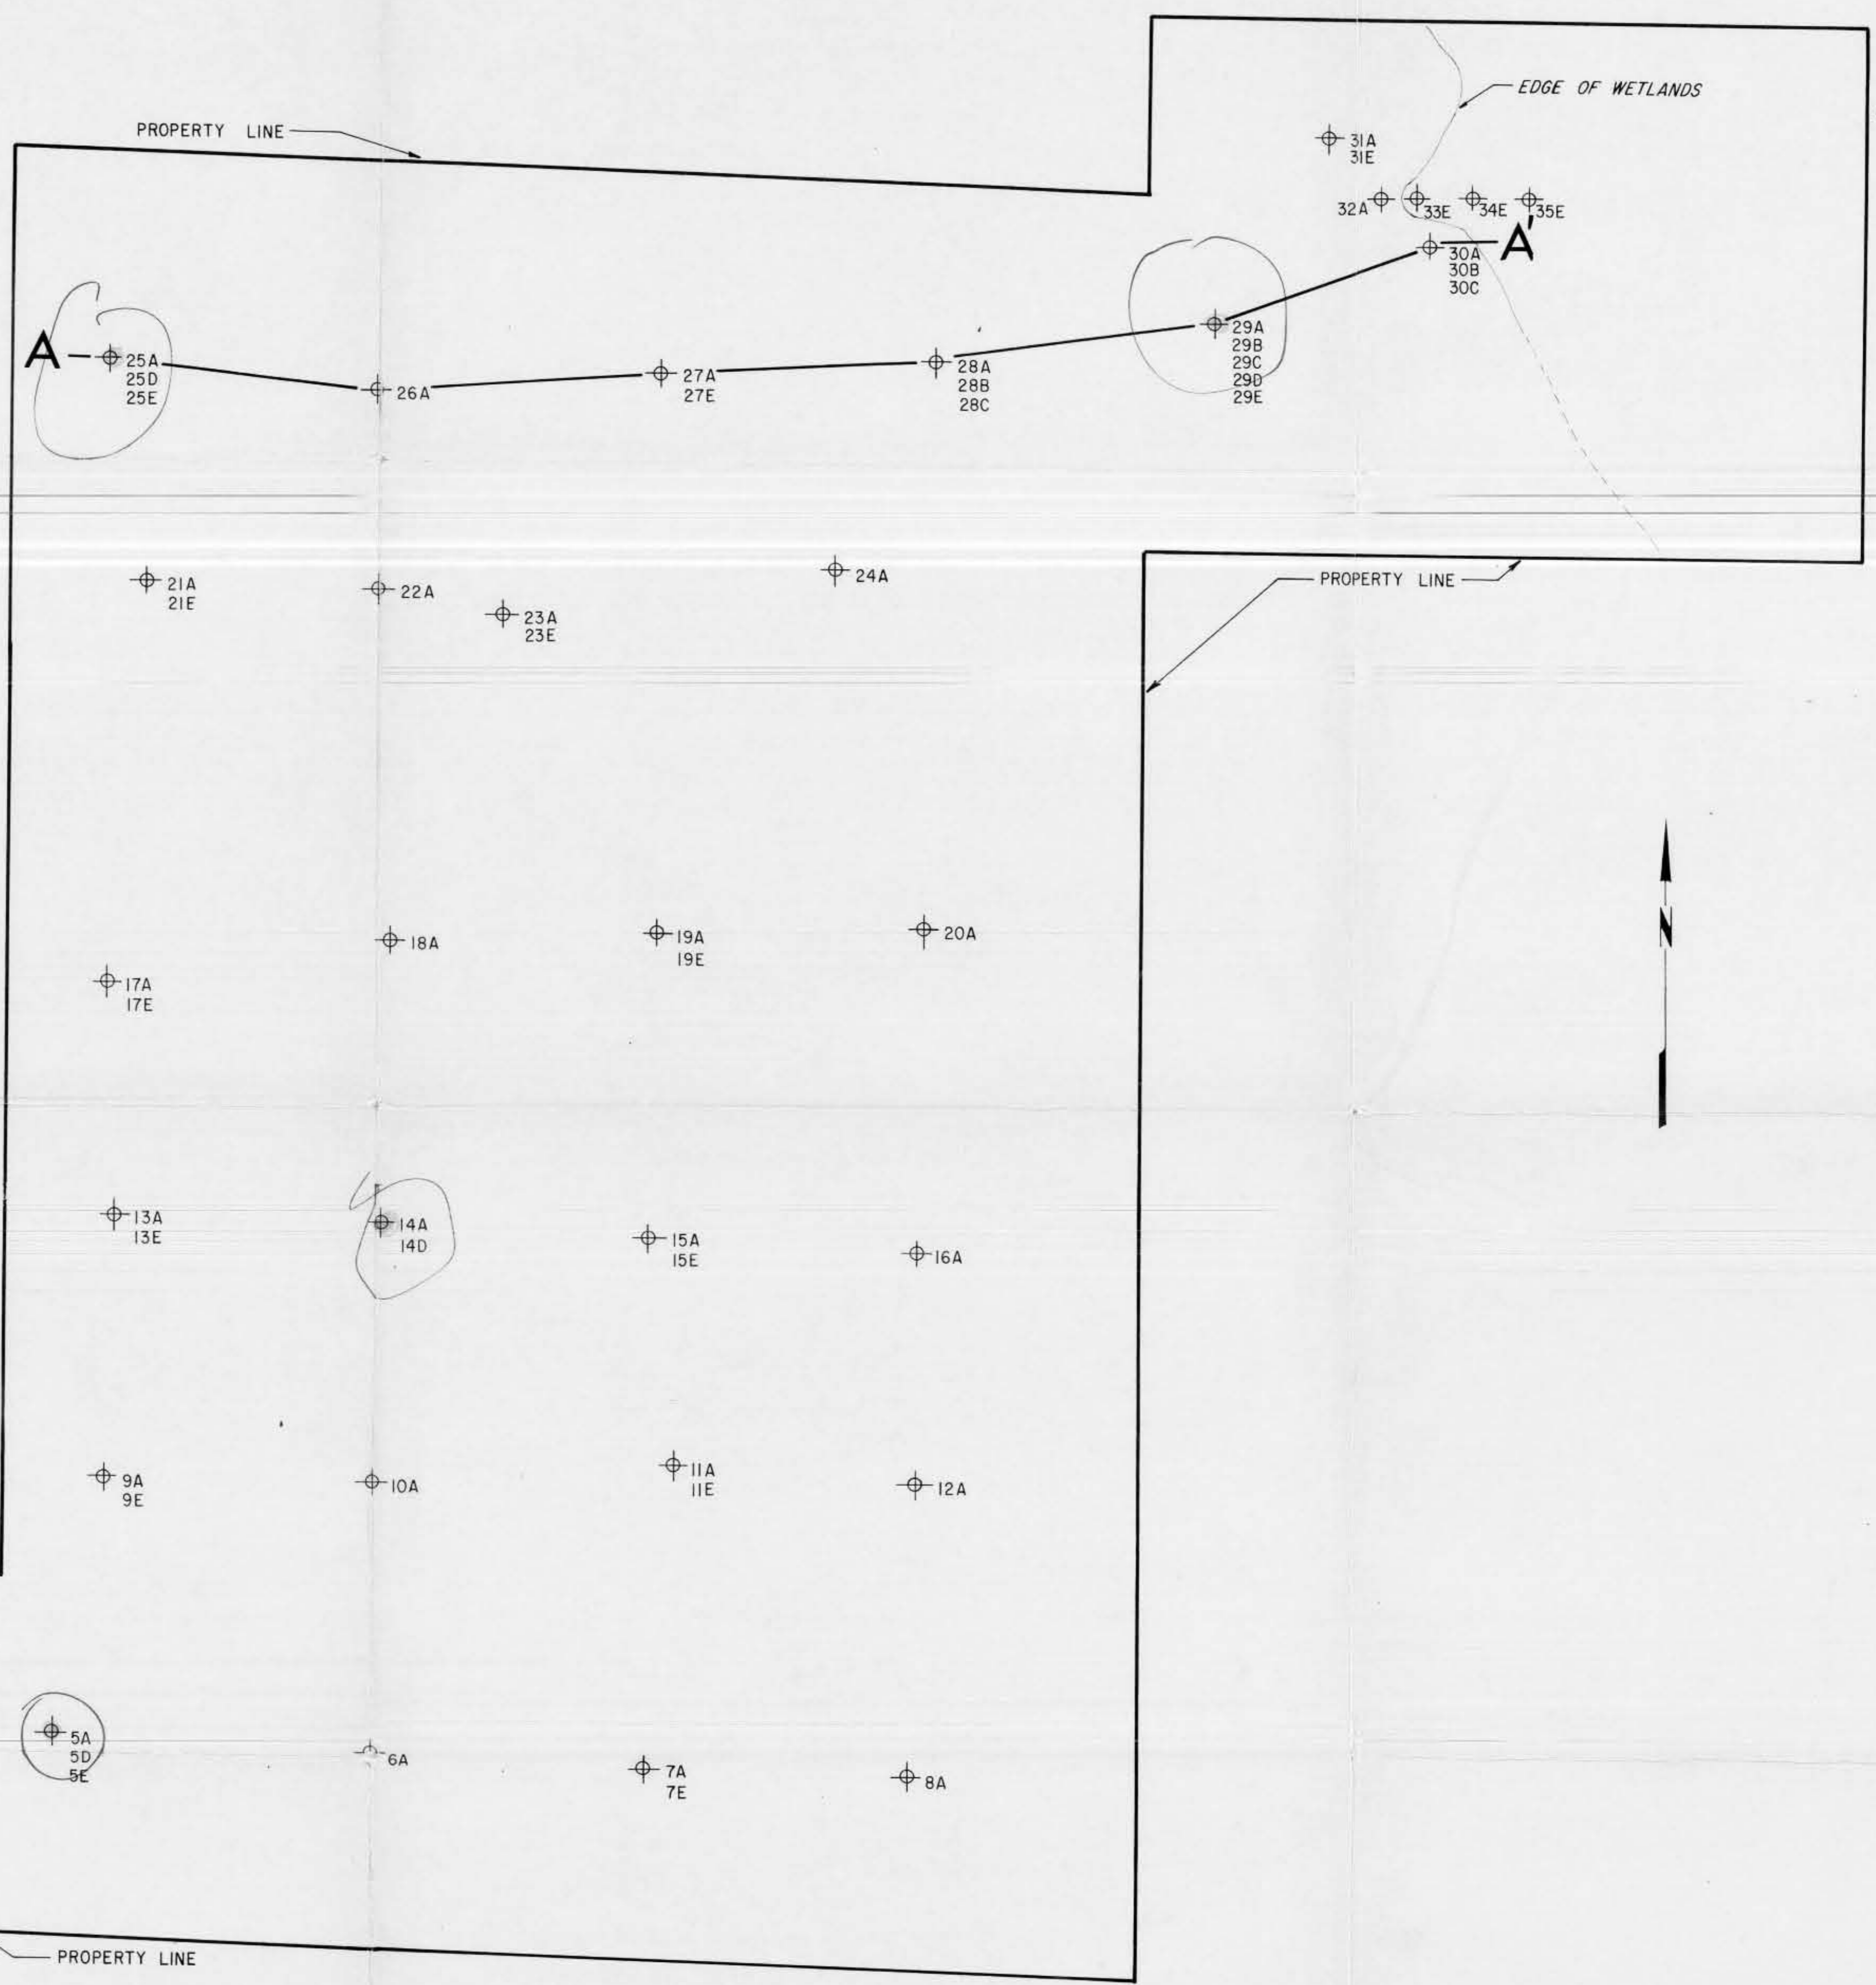 EDGE OF WETLANDS
PROPERTY LINE
31A
31E
32A
33E
34E
35E
A'
30A
30B
30C
A
25A
25D
25E
26A
27A
27E
28A
28B
28C
29A
29B
29C
29D
29E
21A
21E
22A
23A
23E
24A
PROPERTY LINE
N
17A
17E
18A
19A
19E
20A
13A
13E
14A
14D
15A
15E
16A
9A
9E
10A
11A
11E
12A
5A
5D
5E
6A
7A
7E
8A
PROPERTY LINE